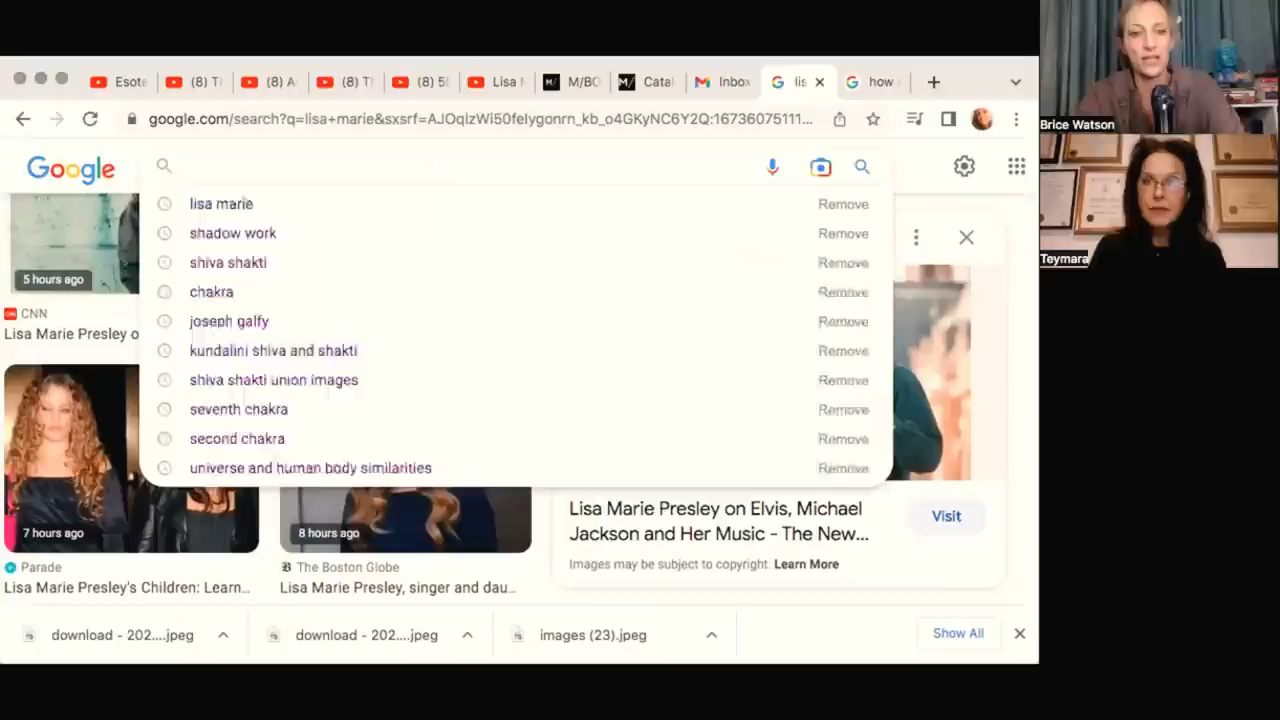 Esote
(8) Tl
(8) A
(8) Tl
(8) 5
Lisa M
M/BO
Catal
Inbox
lis
how
google.com/search?q=lisa+marie&sxsrf=AJOqlzWi50felygonrn_kb_o4GKyNC6Y2Q:16736075111...
Brice Watson
Google
lisa marie Remove
shadow work Remove
shiva shakti Remove
chakra Remove
joseph galfy Remove
kundalini shiva and shakti Remove
shiva shakti union images Remove
seventh chakra Remove
second chakra Remove
universe and human body similarities Remove
Teymara
5 hours ago
CNN
Lisa Marie Presley o
7 hours ago
Parade
Lisa Marie Presley's Children: Learn...
8 hours ago
The Boston Globe
Lisa Marie Presley, singer and dau...
Lisa Marie Presley on Elvis, Michael
Jackson and Her Music - The New...
Visit
Images may be subject to copyright. Learn More
download - 202....jpeg
download - 202....jpeg
images (23).jpeg
Show All